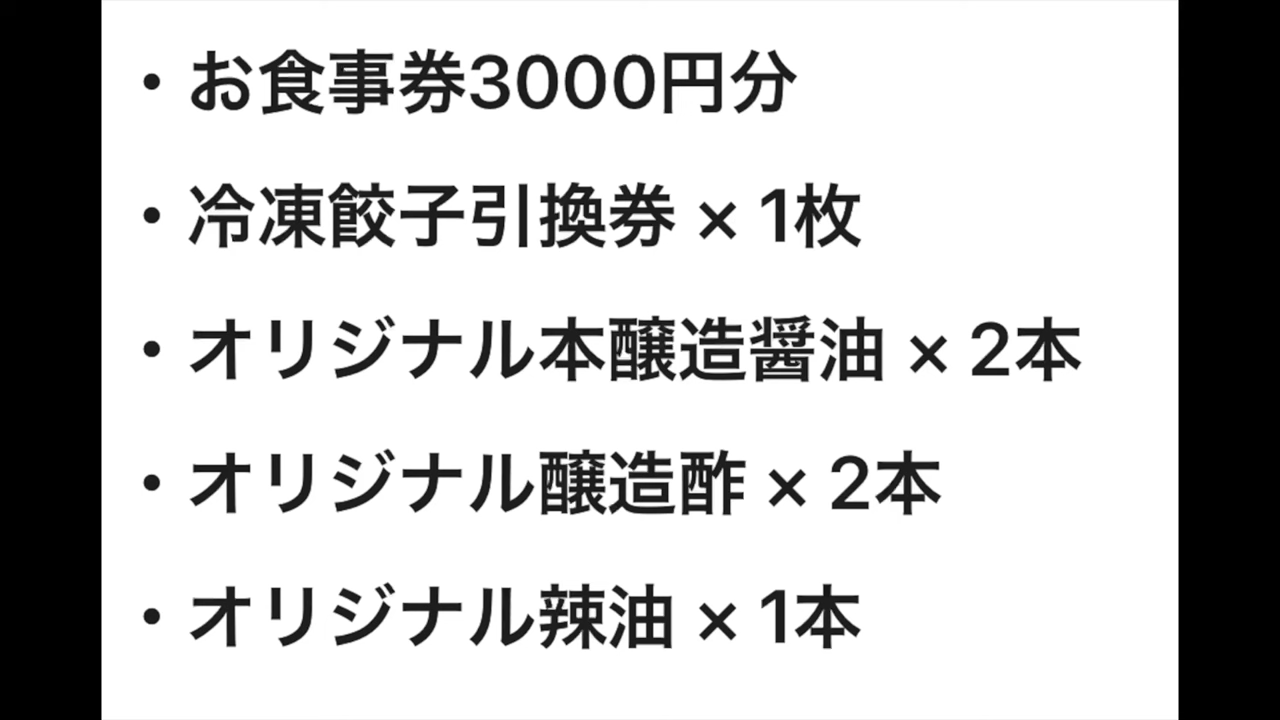 ・お食事券3000円分
・冷凍餃子引換券 × 1枚
・オリジナル本醸造醤油 × 2本
・オリジナル醸造酢 × 2本
・オリジナル辣油 × 1本